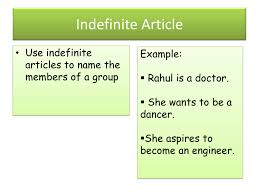 Indefinite Article
• Use indefinite
articles to name the
members of a group
Example:
▪ Rahul is a doctor.
▪ She wants to be a
dancer.
▪She aspires to
become an engineer.